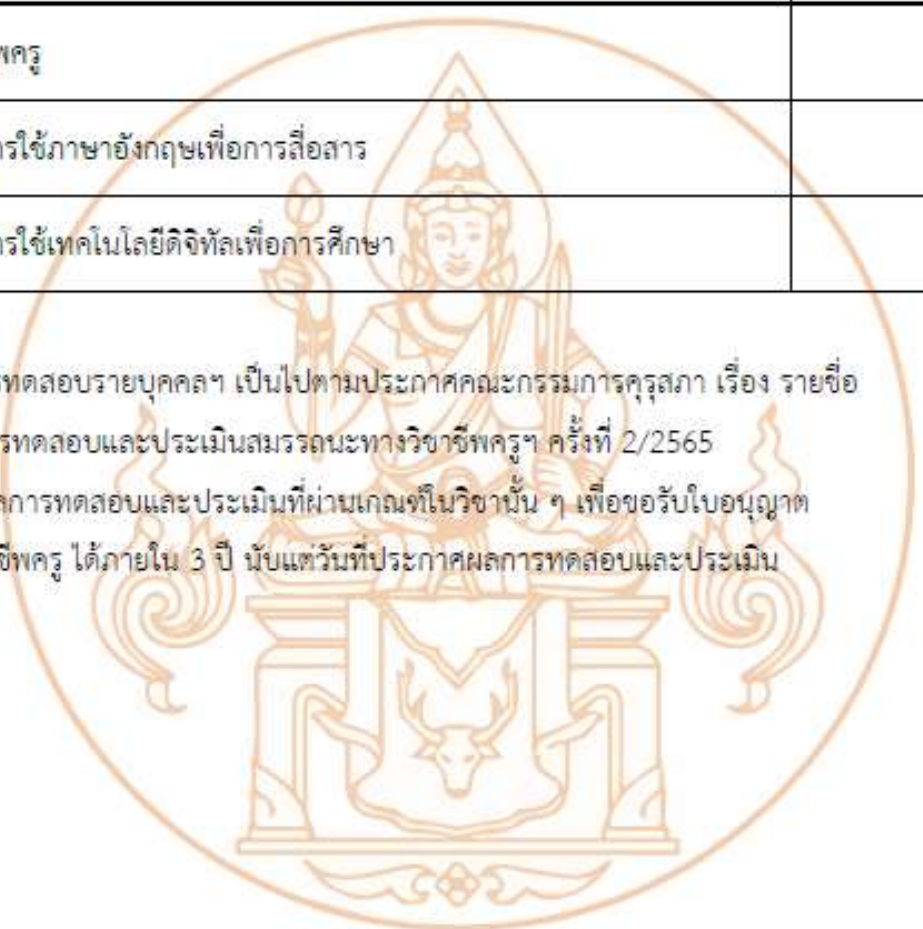 พครู
ารใช้ภาษาอังกฤษเพื่อการสื่อสาร
ารใช้เทคโนโลยีดิจิทัลเพื่อการศึกษา
รทดสอบรายบุคคลฯ เป็นไปตามประกาศคณะกรรมการคุรุสภา เรื่อง รายชื่อ
ารทดสอบและประเมินสมรรถนะทางวิชาชีพครูฯ ครั้งที่ 2/2565
ลการทดสอบและประเมินที่ผ่านเกณฑ์ในวิชานั้น ๆ เพื่อขอรับใบอนุญาต
ชีพครู ได้ภายใน 3 ปี นับแต่วันที่ประกาศผลการทดสอบและประเมิน